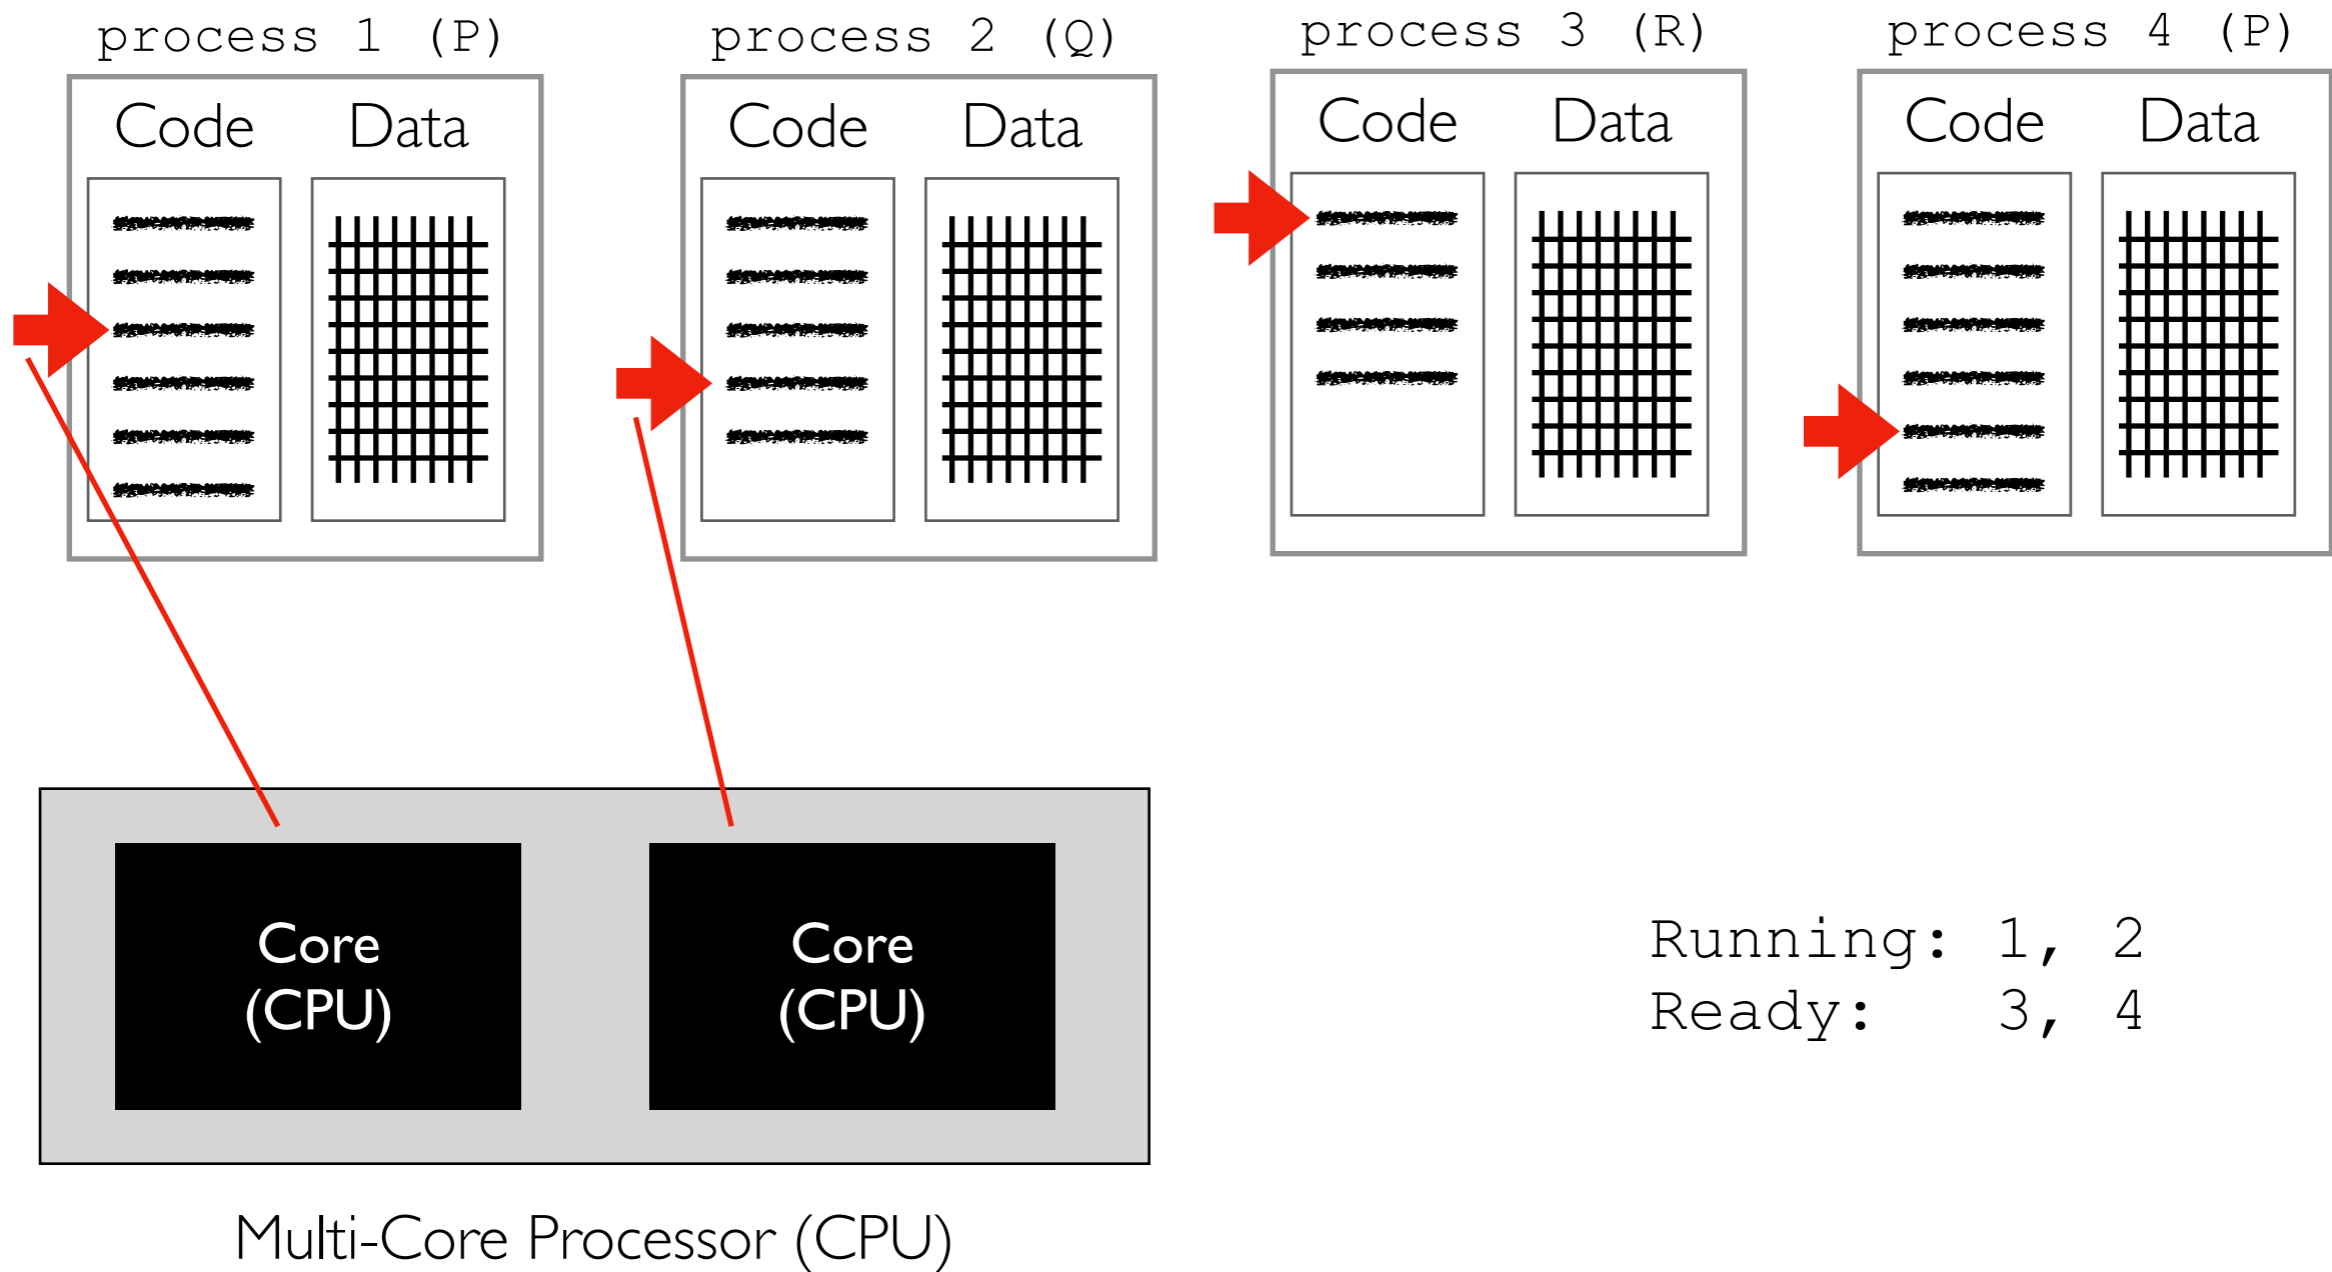 process 1 (P)
process 2 (Q)
process 3 (R)
process 4 (P)
Code Data
Code Data
Code Data
Code Data
Core
(CPU)
Core
(CPU)
Running: 1, 2
Ready: 3, 4
Multi-Core Processor (CPU)